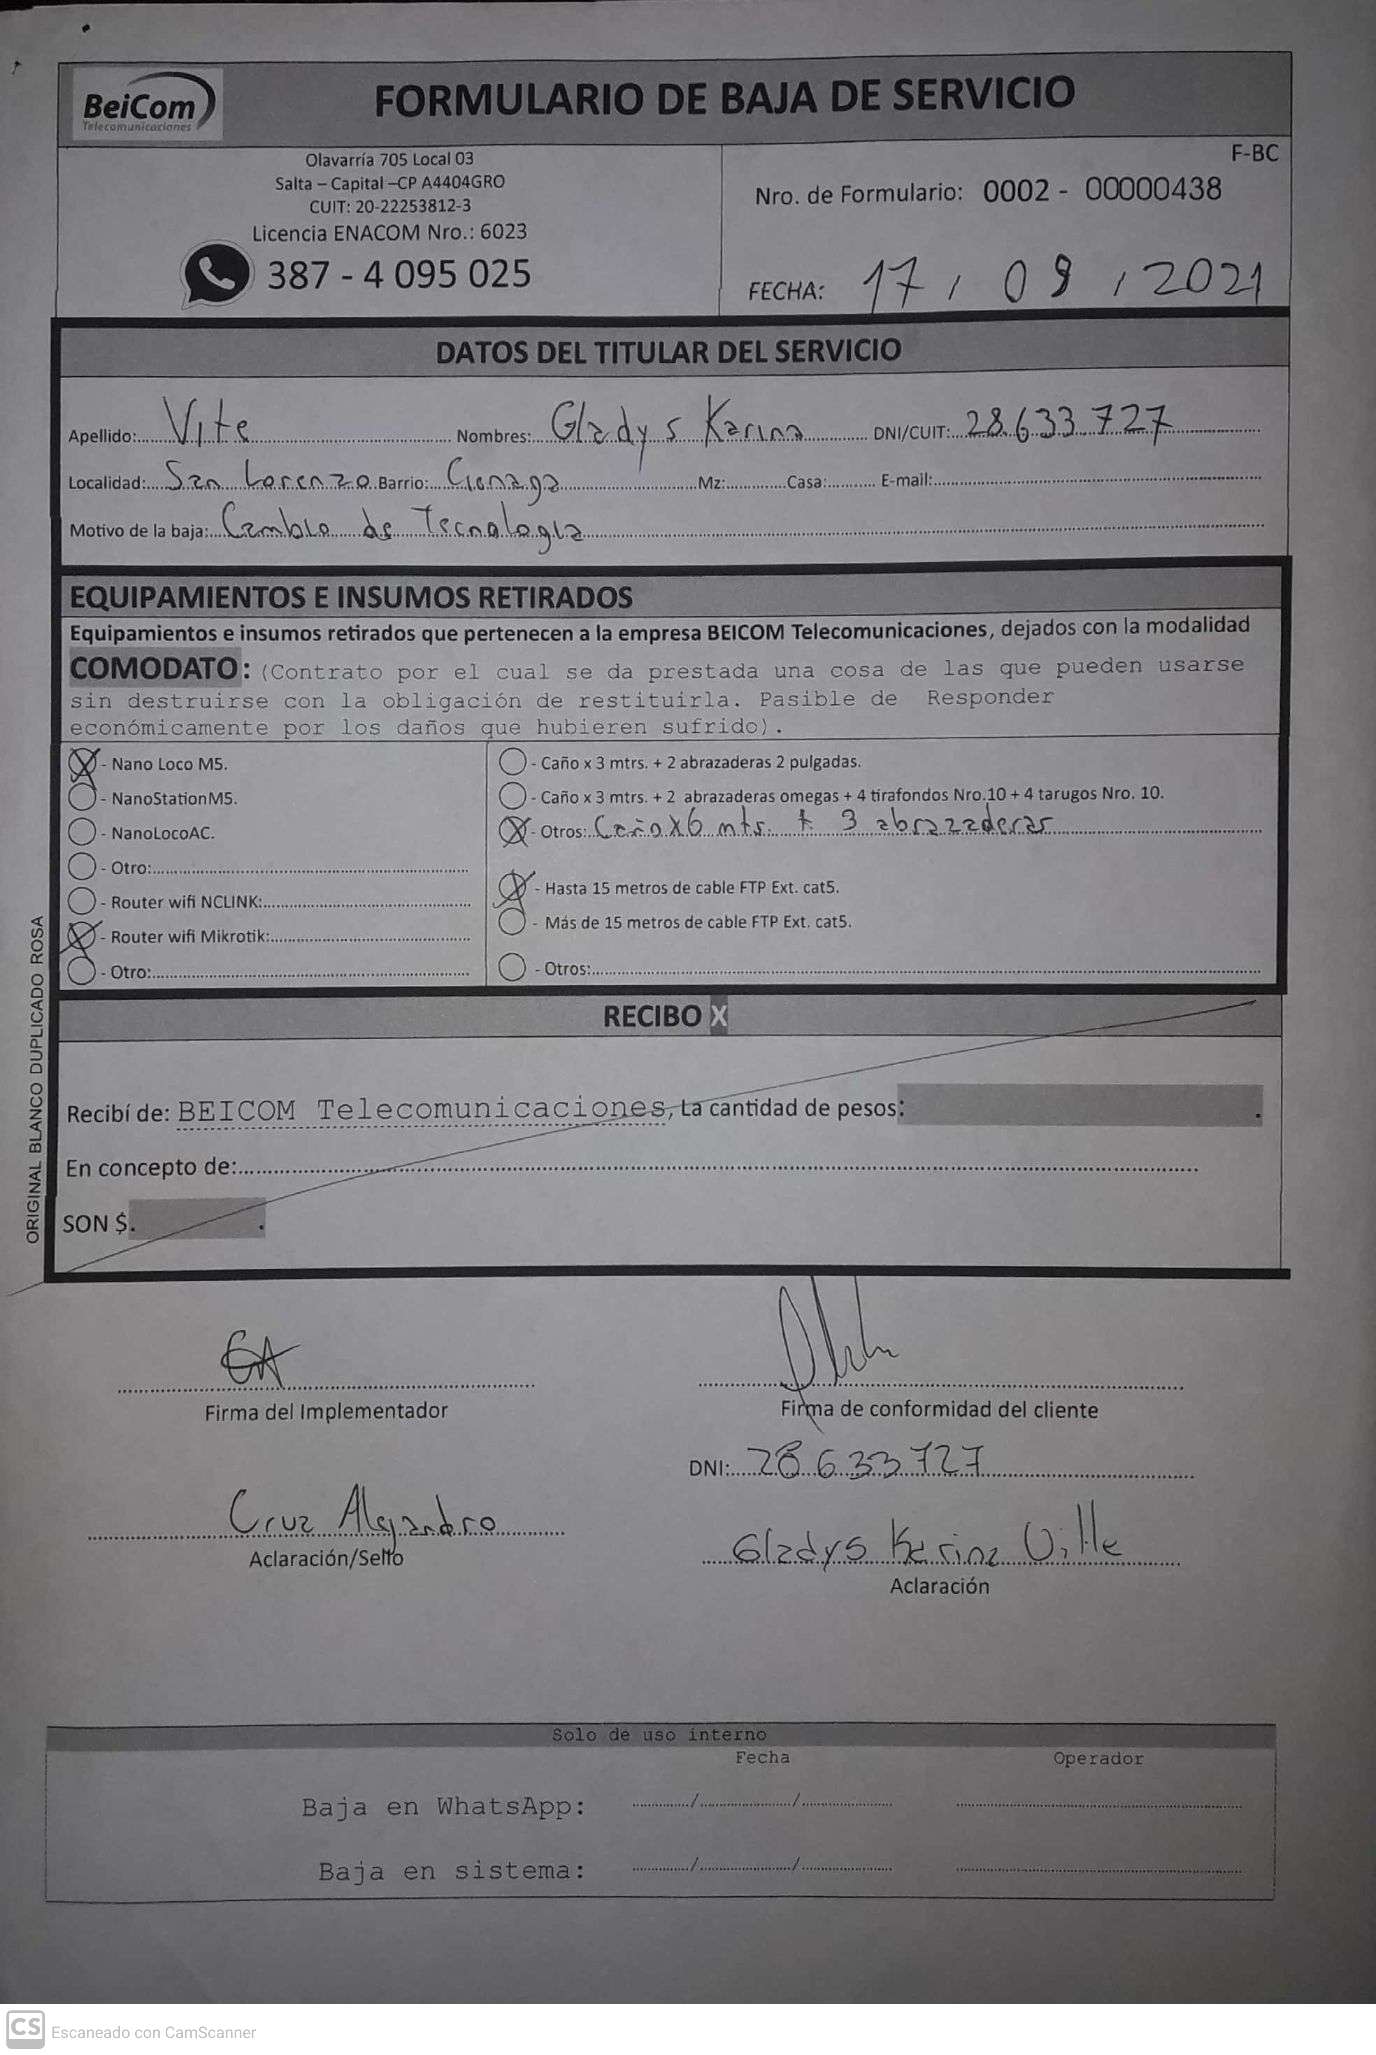 BeiCom
Telecomunicaciones
FORMULARIO DE BAJA DE SERVICIO
Olavarría 705 Local 03
Salta – Capital –CP A4404GRO
CUIT: 20-22253812-3
Licencia ENACOM Nro.: 6023
387 - 4 095 025
F-BC
Nro. de Formulario: 0002 - 00000438
FECHA: 17 / 09 / 2021
DATOS DEL TITULAR DEL SERVICIO
Apellido: Vite Nombres: Gladys Karina DNI/CUIT: 28.633.727
Localidad: San Lorenzo Barrio: Cienaga Mz: Casa: E-mail:
Motivo de la baja: Cambio de Tecnologia
EQUIPAMIENTOS E INSUMOS RETIRADOS
Equipamientos e insumos retirados que pertenecen a la empresa BEICOM Telecomunicaciones, dejados con la modalidad
COMODATO: (Contrato por el cual se da prestada una cosa de las que pueden usarse
sin destruirse con la obligación de restituirla. Pasible de Responder
económicamente por los daños que hubieren sufrido).
X - Nano Loco M5.
- NanoStationM5.
- NanoLocoAC.
- Otro:
- Router wifi NCLINK:
X - Router wifi Mikrotik:
- Otro:
- Caño x 3 mtrs. + 2 abrazaderas 2 pulgadas.
- Caño x 3 mtrs. + 2 abrazaderas omegas + 4 tirafondos Nro.10 + 4 tarugos Nro. 10.
X - Otros: Caño x 6 mts. + 3 abrazaderas
X - Hasta 15 metros de cable FTP Ext. cat5.
- Más de 15 metros de cable FTP Ext. cat5.
- Otros:
ORIGINAL BLANCO DUPLICADO ROSA
RECIBO X
Recibí de: BEICOM Telecomunicaciones, La cantidad de pesos:
En concepto de:
SON $.
GA
Firma del Implementador
Firma de conformidad del cliente
DNI: 28.633.727
Cruz Alejandro
Aclaración/Sello
Gladys Karina Vitte
Aclaración
Solo de uso interno
Fecha Operador
Baja en WhatsApp: / /
Baja en sistema: / /
CS Escaneado con CamScanner